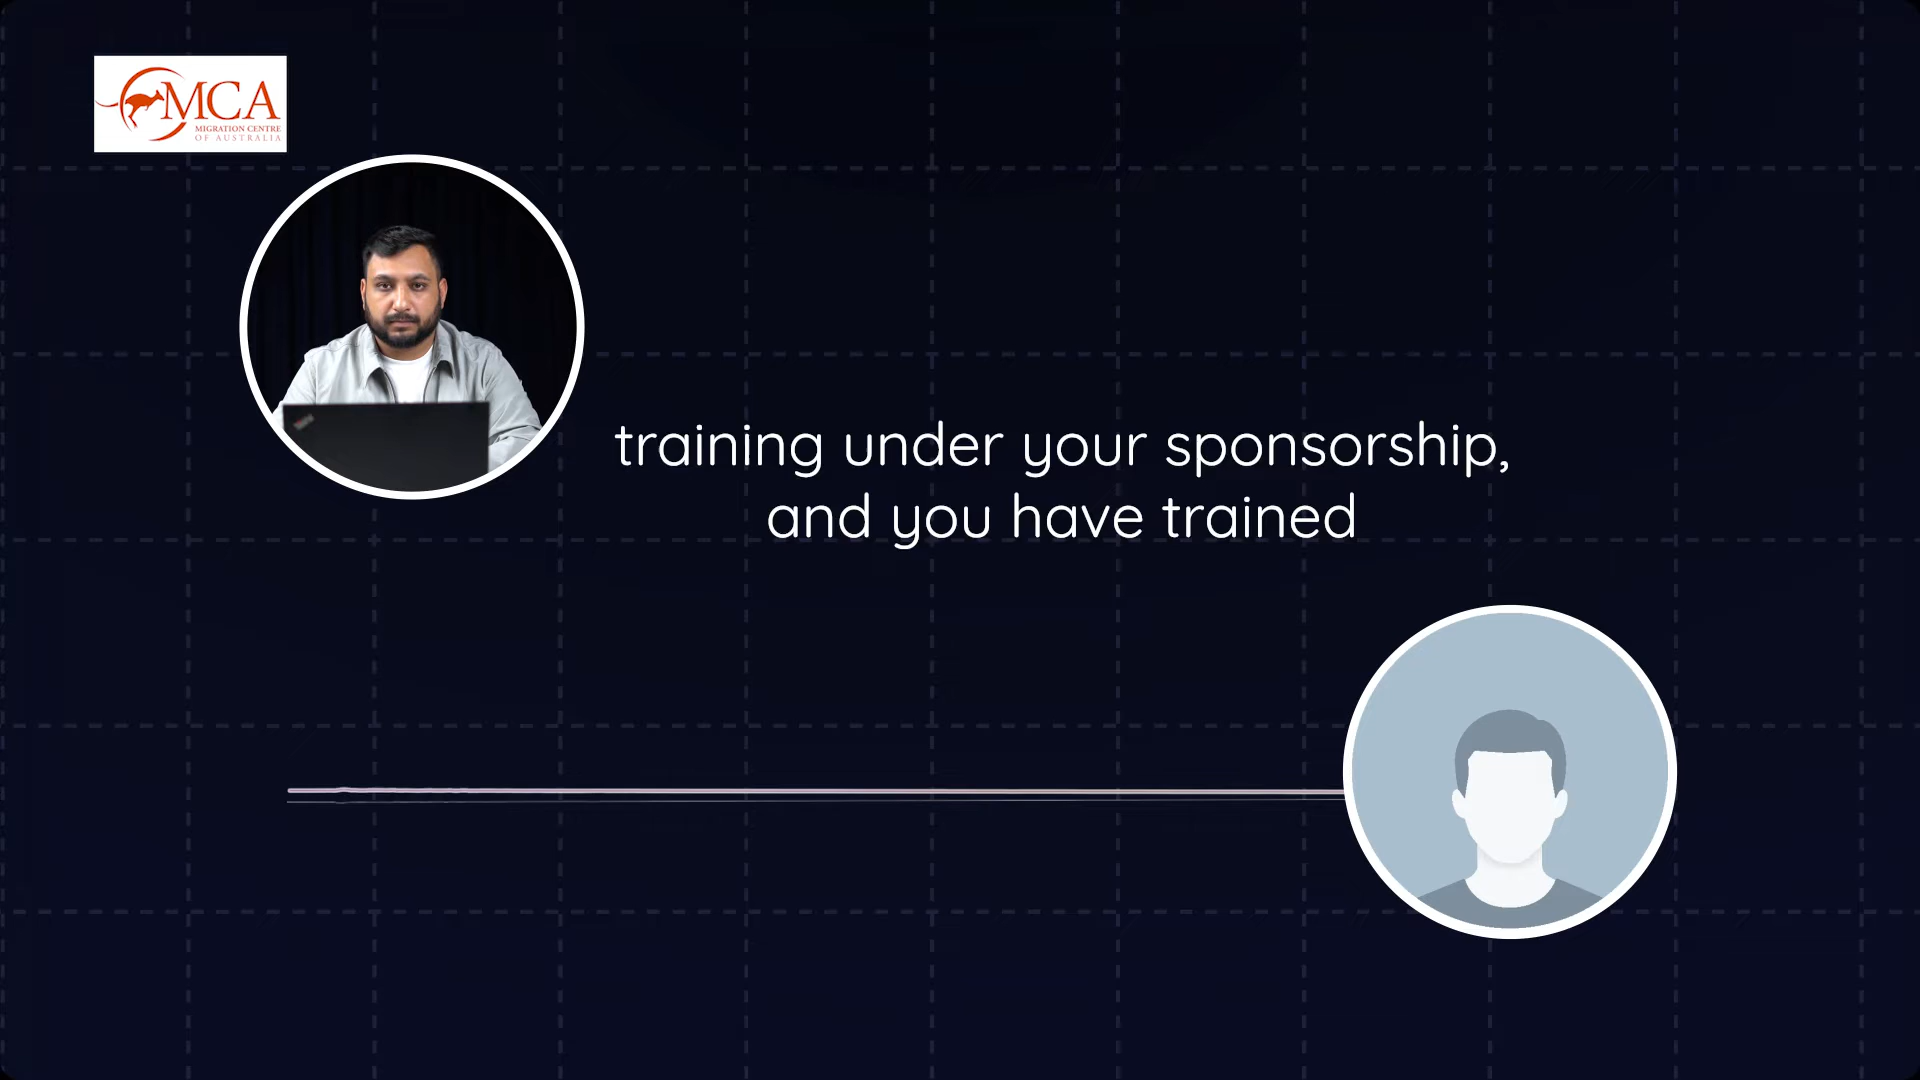 MCA
MIGRATION CENTRE
OF AUSTRALIA
training under your sponsorship,
and you have trained